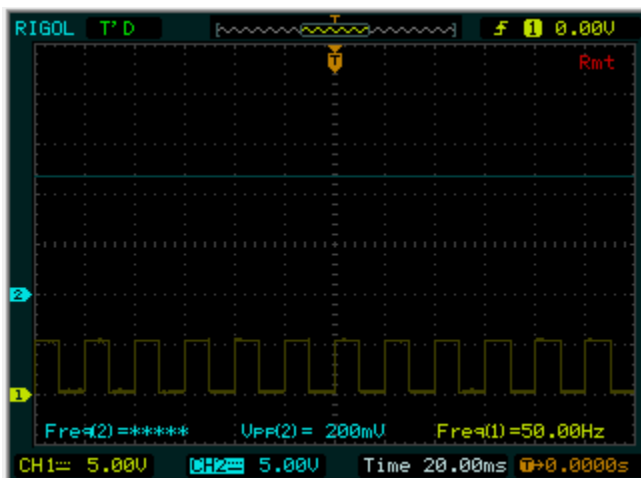 RIGOL T'D T 1 0.00V
T
Rmt
2
1
Freq(2)=***** Vpp(2)= 200mV Freq(1)=50.00Hz
CH1 5.00V CH2 5.00V Time 20.00ms T→0.0000s